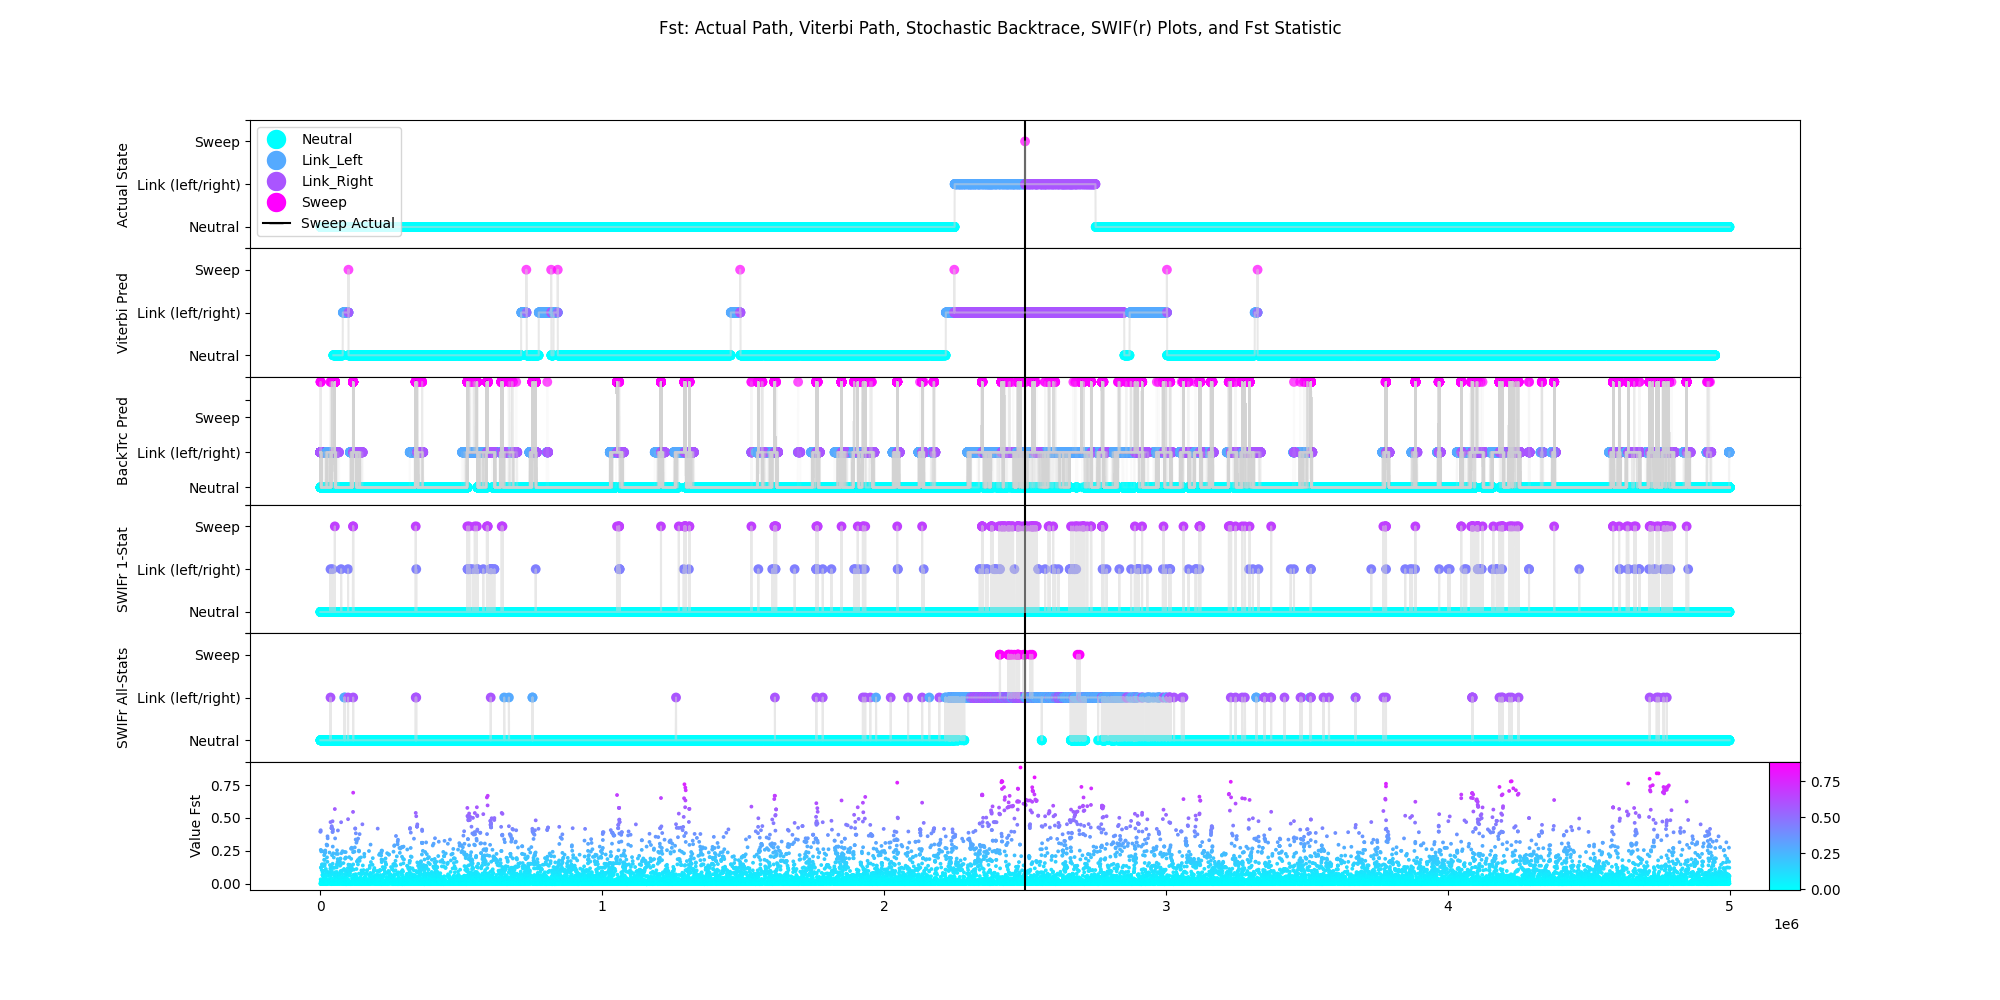 Fst: Actual Path, Viterbi Path, Stochastic Backtrace, SWIF(r) Plots, and Fst Statistic
Actual State
Sweep
Link (left/right)
Neutral
Neutral
Link_Left
Link_Right
Sweep
Sweep Actual
Viterbi Pred
Sweep
Link (left/right)
Neutral
BackTrc Pred
Sweep
Link (left/right)
Neutral
SWIFr 1-Stat
Sweep
Link (left/right)
Neutral
SWIFr All-Stats
Sweep
Link (left/right)
Neutral
Value Fst
0.75
0.50
0.25
0.00
0.75
0.50
0.25
0.00
0 1 2 3 4 5
1e6